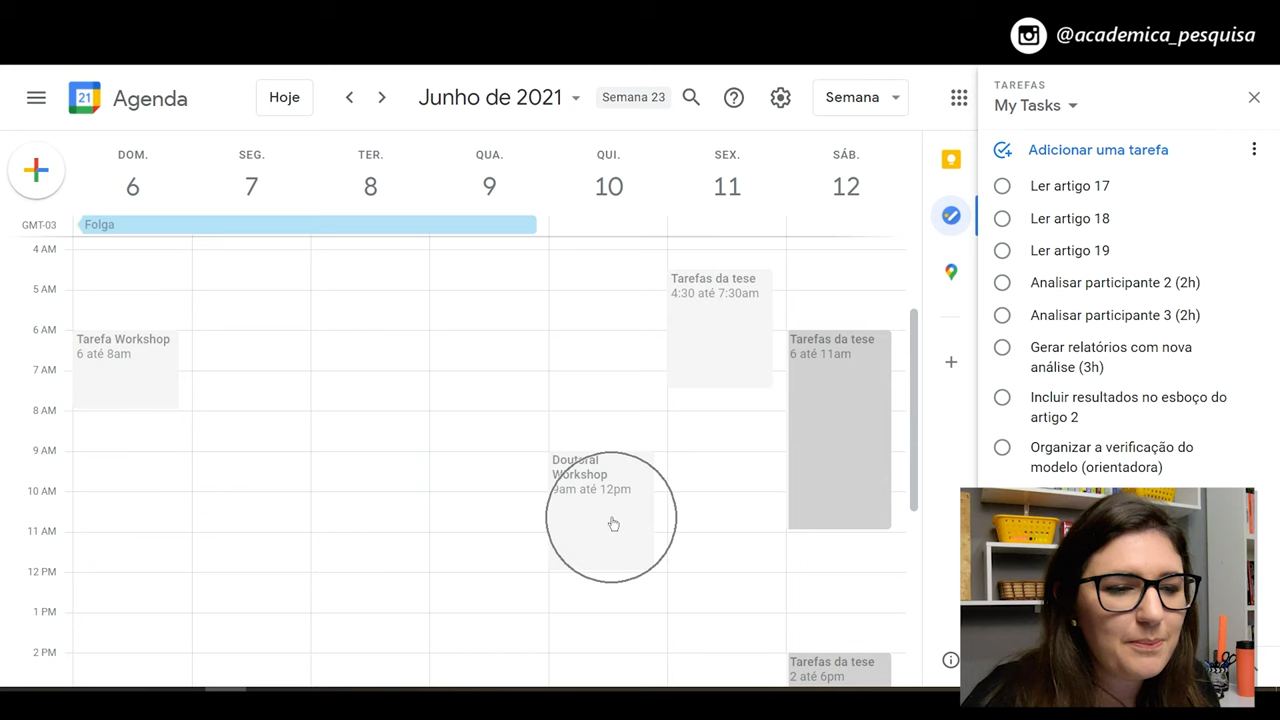 @academica_pesquisa
21
Agenda
Hoje
Junho de 2021
Semana 23
Semana
TAREFAS
My Tasks
DOM.
SEG.
TER.
QUA.
QUI.
SEX.
SÁB.
6
7
8
9
10
11
12
GMT-03
Folga
4 AM
5 AM
6 AM
7 AM
8 AM
9 AM
10 AM
11 AM
12 PM
1 PM
2 PM
Tarefa Workshop
6 até 8am
Doutoral
Workshop
9am até 12pm
Tarefas da tese
4:30 até 7:30am
Tarefas da tese
6 até 11am
Tarefas da tese
2 até 6pm
Adicionar uma tarefa
Ler artigo 17
Ler artigo 18
Ler artigo 19
Analisar participante 2 (2h)
Analisar participante 3 (2h)
Gerar relatórios com nova
análise (3h)
Incluir resultados no esboço do
artigo 2
Organizar a verificação do
modelo (orientadora)